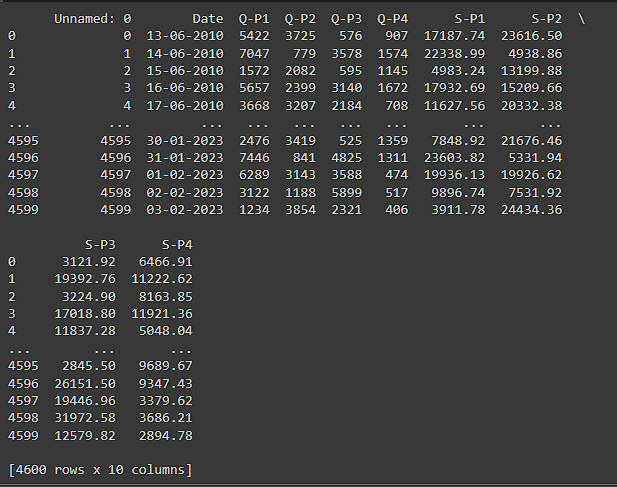 Unnamed: 0 Date Q-P1 Q-P2 Q-P3 Q-P4 S-P1 S-P2 \
0 0 13-06-2010 5422 3725 576 907 17187.74 23616.50
1 1 14-06-2010 7047 779 3578 1574 22338.99 4938.86
2 2 15-06-2010 1572 2082 595 1145 4983.24 13199.88
3 3 16-06-2010 5657 2399 3140 1672 17932.69 15209.66
4 4 17-06-2010 3668 3207 2184 708 11627.56 20332.38
... ... ... ... ... ... ... ... ...
4595 4595 30-01-2023 2476 3419 525 1359 7848.92 21676.46
4596 4596 31-01-2023 7446 841 4825 1311 23603.82 5331.94
4597 4597 01-02-2023 6289 3143 3588 474 19936.13 19926.62
4598 4598 02-02-2023 3122 1188 5899 517 9896.74 7531.92
4599 4599 03-02-2023 1234 3854 2321 406 3911.78 24434.36
S-P3 S-P4
0 3121.92 6466.91
1 19392.76 11222.62
2 3224.90 8163.85
3 17018.80 11921.36
4 11837.28 5048.04
... ... ...
4595 2845.50 9689.67
4596 26151.50 9347.43
4597 19446.96 3379.62
4598 31972.58 3686.21
4599 12579.82 2894.78
[4600 rows x 10 columns]